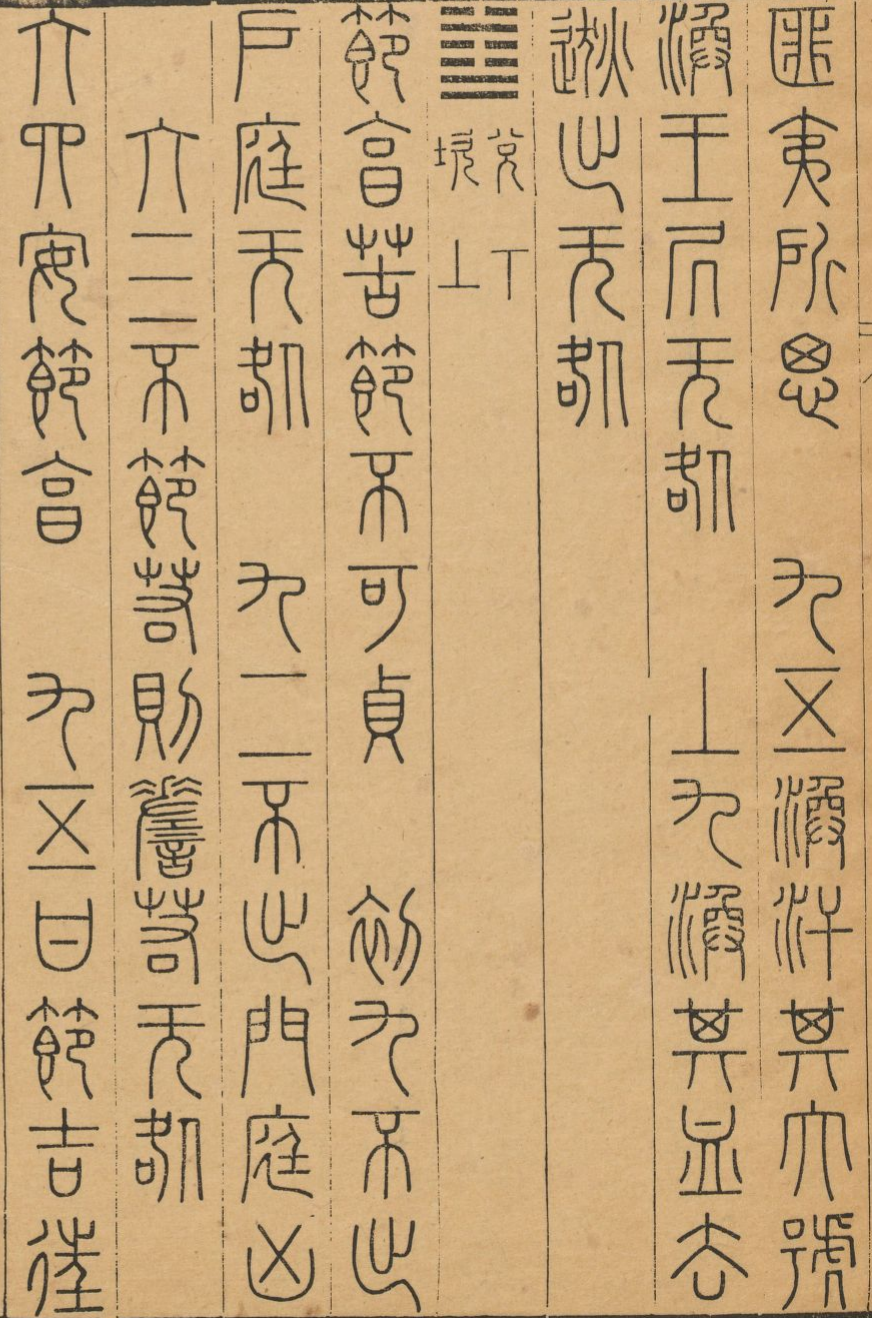 匪夷所思 九五渙汗其大號
渙王凥无咎 上九渙其血去
逖出无咎
䷻ 兌下坎上
節亯苦節不可貞 初九不出
戶庭无咎 九二不出門庭凶
六三不節若則嗟若无咎
六四安節亯 九五甘節吉往